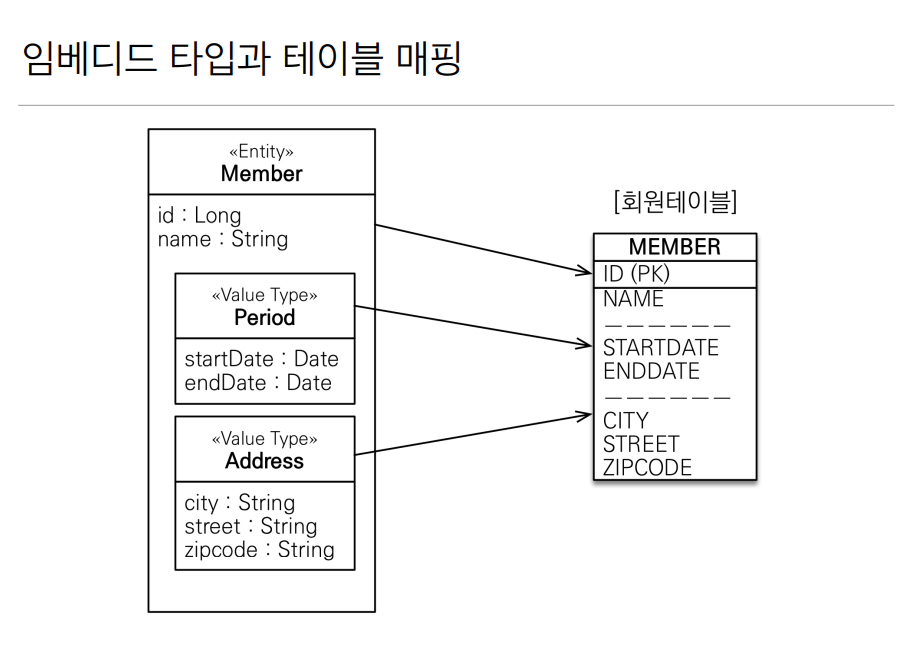 임베디드 타입과 테이블 매핑
«Entity»
Member
id : Long
name : String
«Value Type»
Period
startDate : Date
endDate : Date
«Value Type»
Address
city : String
street : String
zipcode : String
[회원테이블]
MEMBER
ID (PK)
NAME
——————
STARTDATE
ENDDATE
——————
CITY
STREET
ZIPCODE